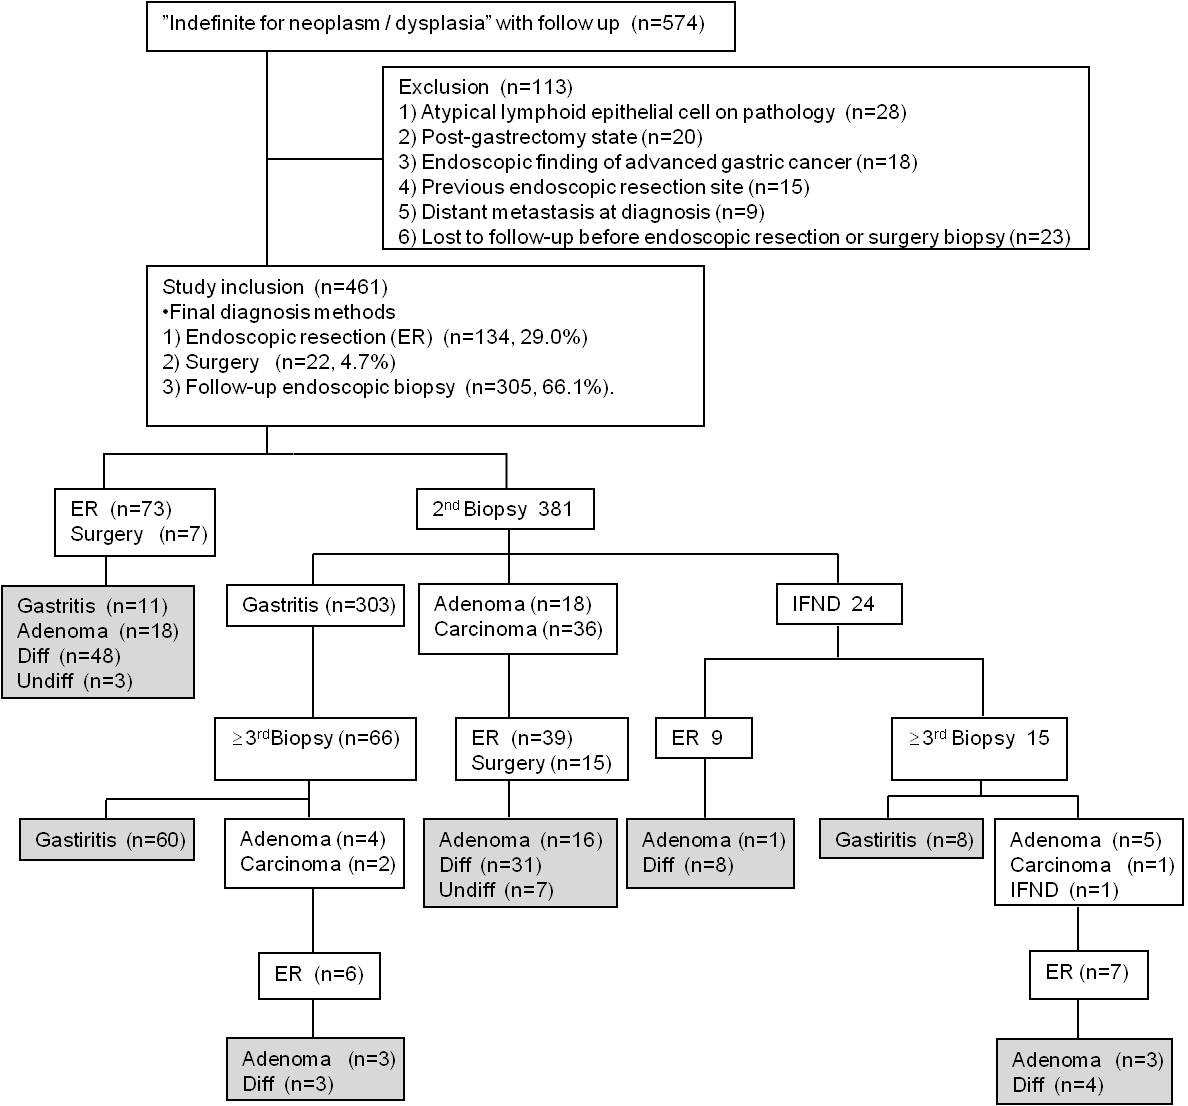 "Indefinite for neoplasm / dysplasia" with follow up (n=574)
Exclusion (n=113)
1) Atypical lymphoid epithelial cell on pathology (n=28)
2) Post-gastrectomy state (n=20)
3) Endoscopic finding of advanced gastric cancer (n=18)
4) Previous endoscopic resection site (n=15)
5) Distant metastasis at diagnosis (n=9)
6) Lost to follow-up before endoscopic resection or surgery biopsy (n=23)
Study inclusion (n=461)
•Final diagnosis methods
1) Endoscopic resection (ER) (n=134, 29.0%)
2) Surgery (n=22, 4.7%)
3) Follow-up endoscopic biopsy (n=305, 66.1%).
ER (n=73)
Surgery (n=7)
2nd Biopsy 381
Gastritis (n=11)
Adenoma (n=18)
Diff (n=48)
Undiff (n=3)
Gastritis (n=303)
Adenoma (n=18)
Carcinoma (n=36)
IFND 24
≥3rd Biopsy (n=66)
ER (n=39)
Surgery (n=15)
ER 9
≥3rd Biopsy 15
Gastiritis (n=60)
Adenoma (n=4)
Carcinoma (n=2)
Adenoma (n=16)
Diff (n=31)
Undiff (n=7)
Adenoma (n=1)
Diff (n=8)
Gastiritis (n=8)
Adenoma (n=5)
Carcinoma (n=1)
IFND (n=1)
ER (n=6)
ER (n=7)
Adenoma (n=3)
Diff (n=3)
Adenoma (n=3)
Diff (n=4)